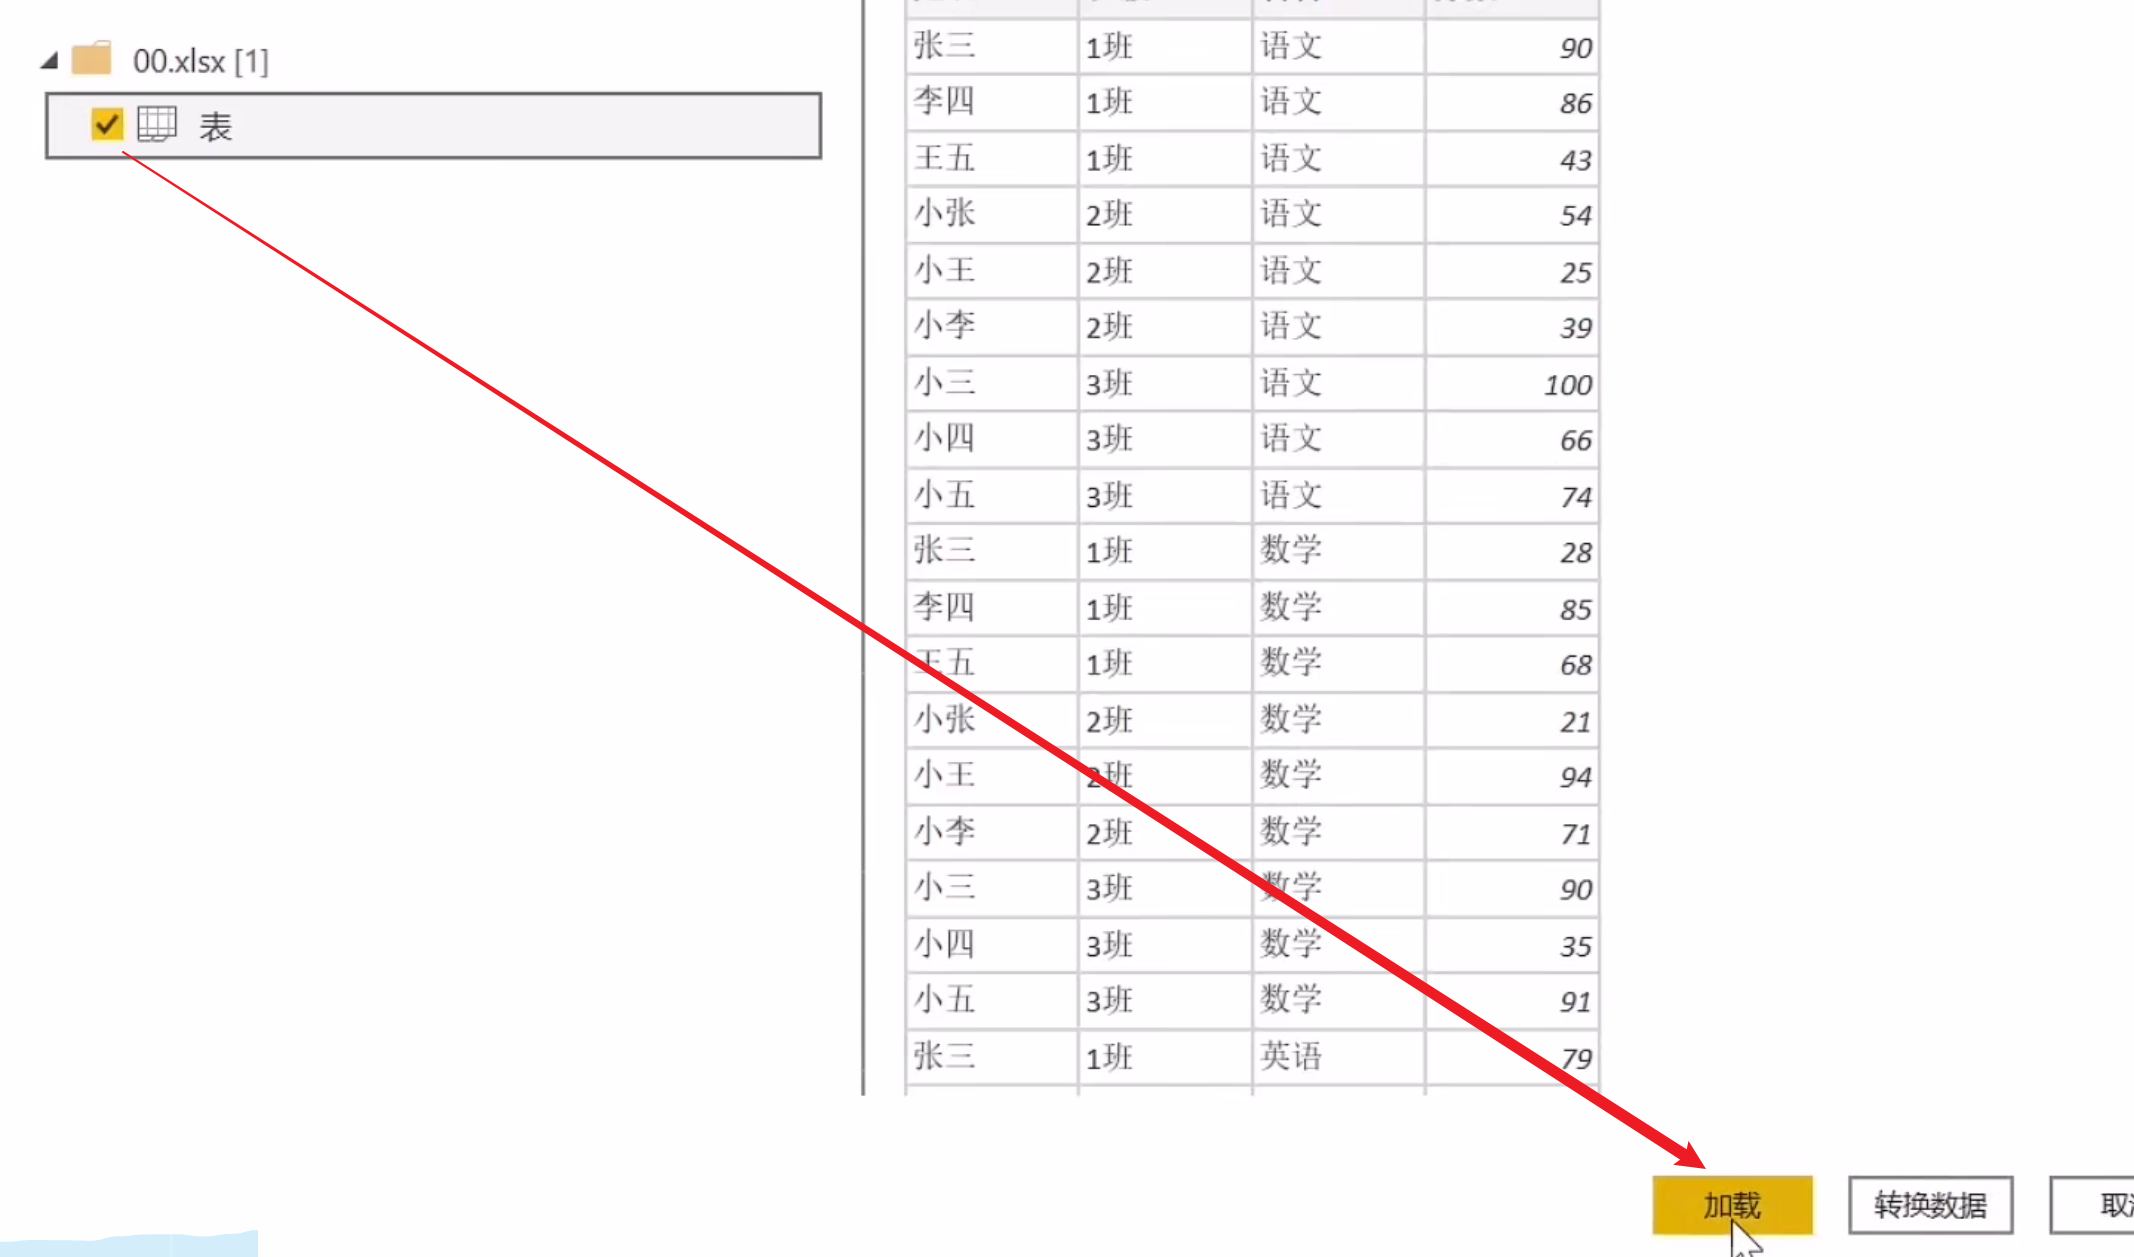 00.xlsx [1]
表
张三 1班 语文 90
李四 1班 语文 86
王五 1班 语文 43
小张 2班 语文 54
小王 2班 语文 25
小李 2班 语文 39
小三 3班 语文 100
小四 3班 语文 66
小五 3班 语文 74
张三 1班 数学 28
李四 1班 数学 85
王五 1班 数学 68
小张 2班 数学 21
小王 2班 数学 94
小李 2班 数学 71
小三 3班 数学 90
小四 3班 数学 35
小五 3班 数学 91
张三 1班 英语 79
加载 转换数据 取